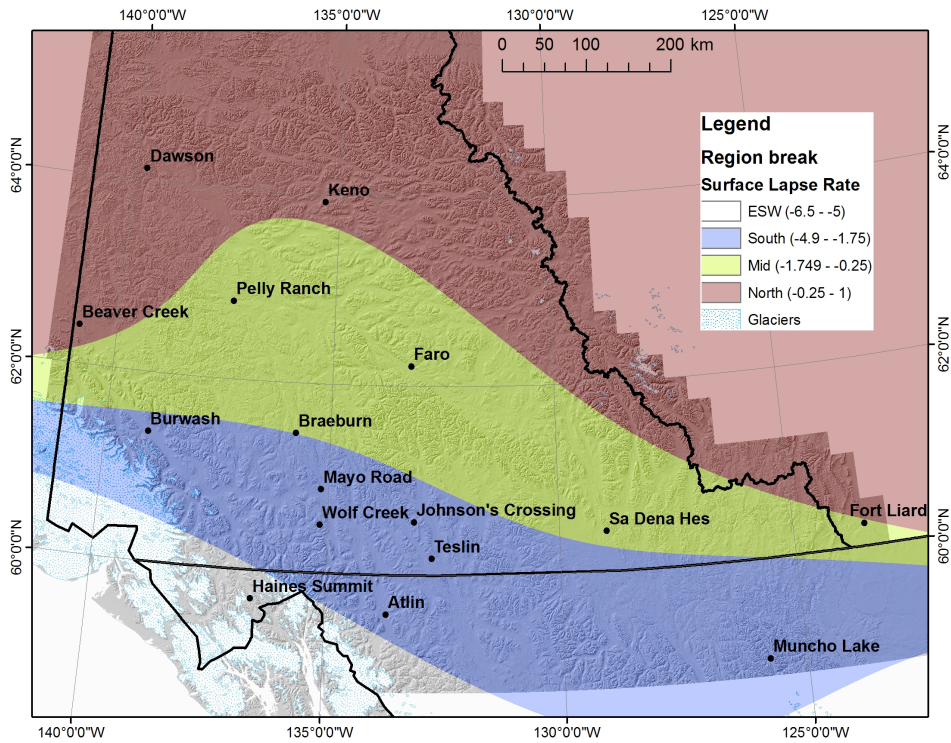 140°0'0"W 135°0'0"W 130°0'0"W 125°0'0"W
0 50 100 200 km
64°0'0"N
62°0'0"N
60°0'0"N
64°0'0"N
62°0'0"N
60°0'0"N
Legend
Region break
Surface Lapse Rate
ESW (-6.5 - -5)
South (-4.9 - -1.75)
Mid (-1.749 - -0.25)
North (-0.25 - 1)
Glaciers
Dawson
Keno
Pelly Ranch
Beaver Creek
Faro
Burwash
Braeburn
Mayo Road
Wolf Creek
Johnson's Crossing
Sa Dena Hes
Fort Liard
Teslin
Haines Summit
Atlin
Muncho Lake
140°0'0"W 135°0'0"W 130°0'0"W 125°0'0"W